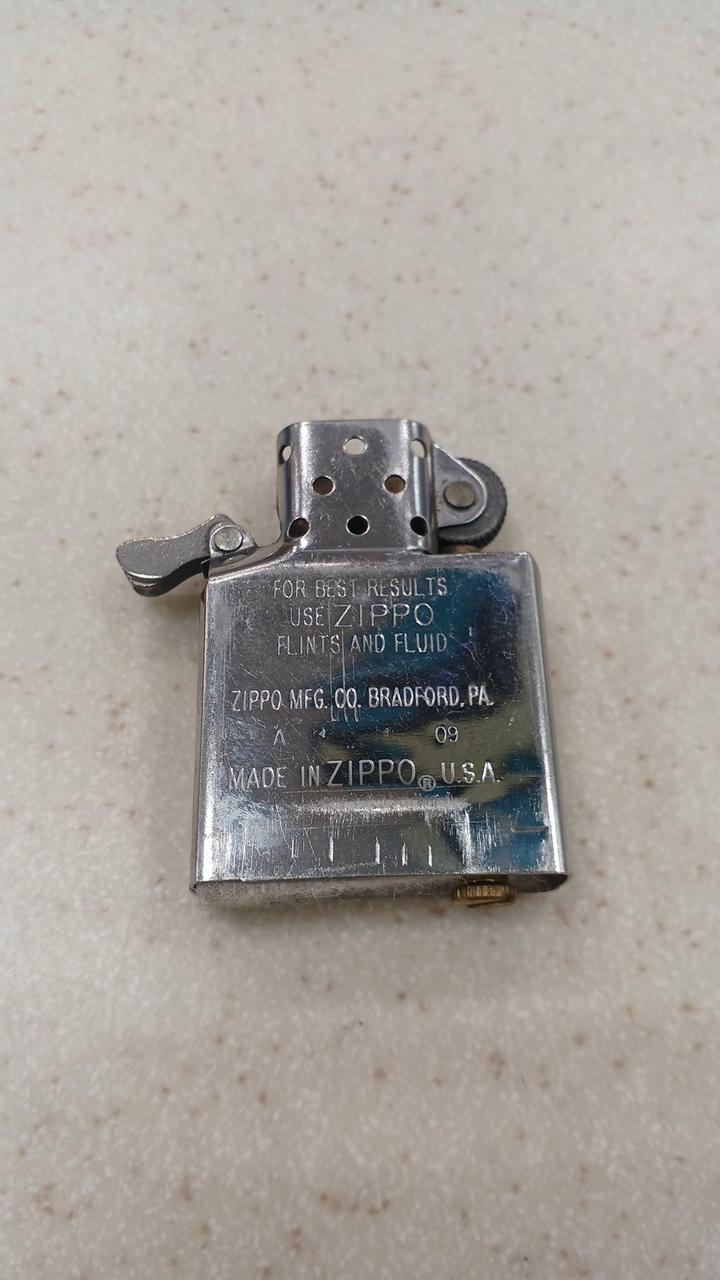 FOR BEST RESULTS
USE ZIPPO
FLINTS AND FLUID
ZIPPO MFG. CO. BRADFORD, PA.
A 09
MADE IN ZIPPO® U.S.A.